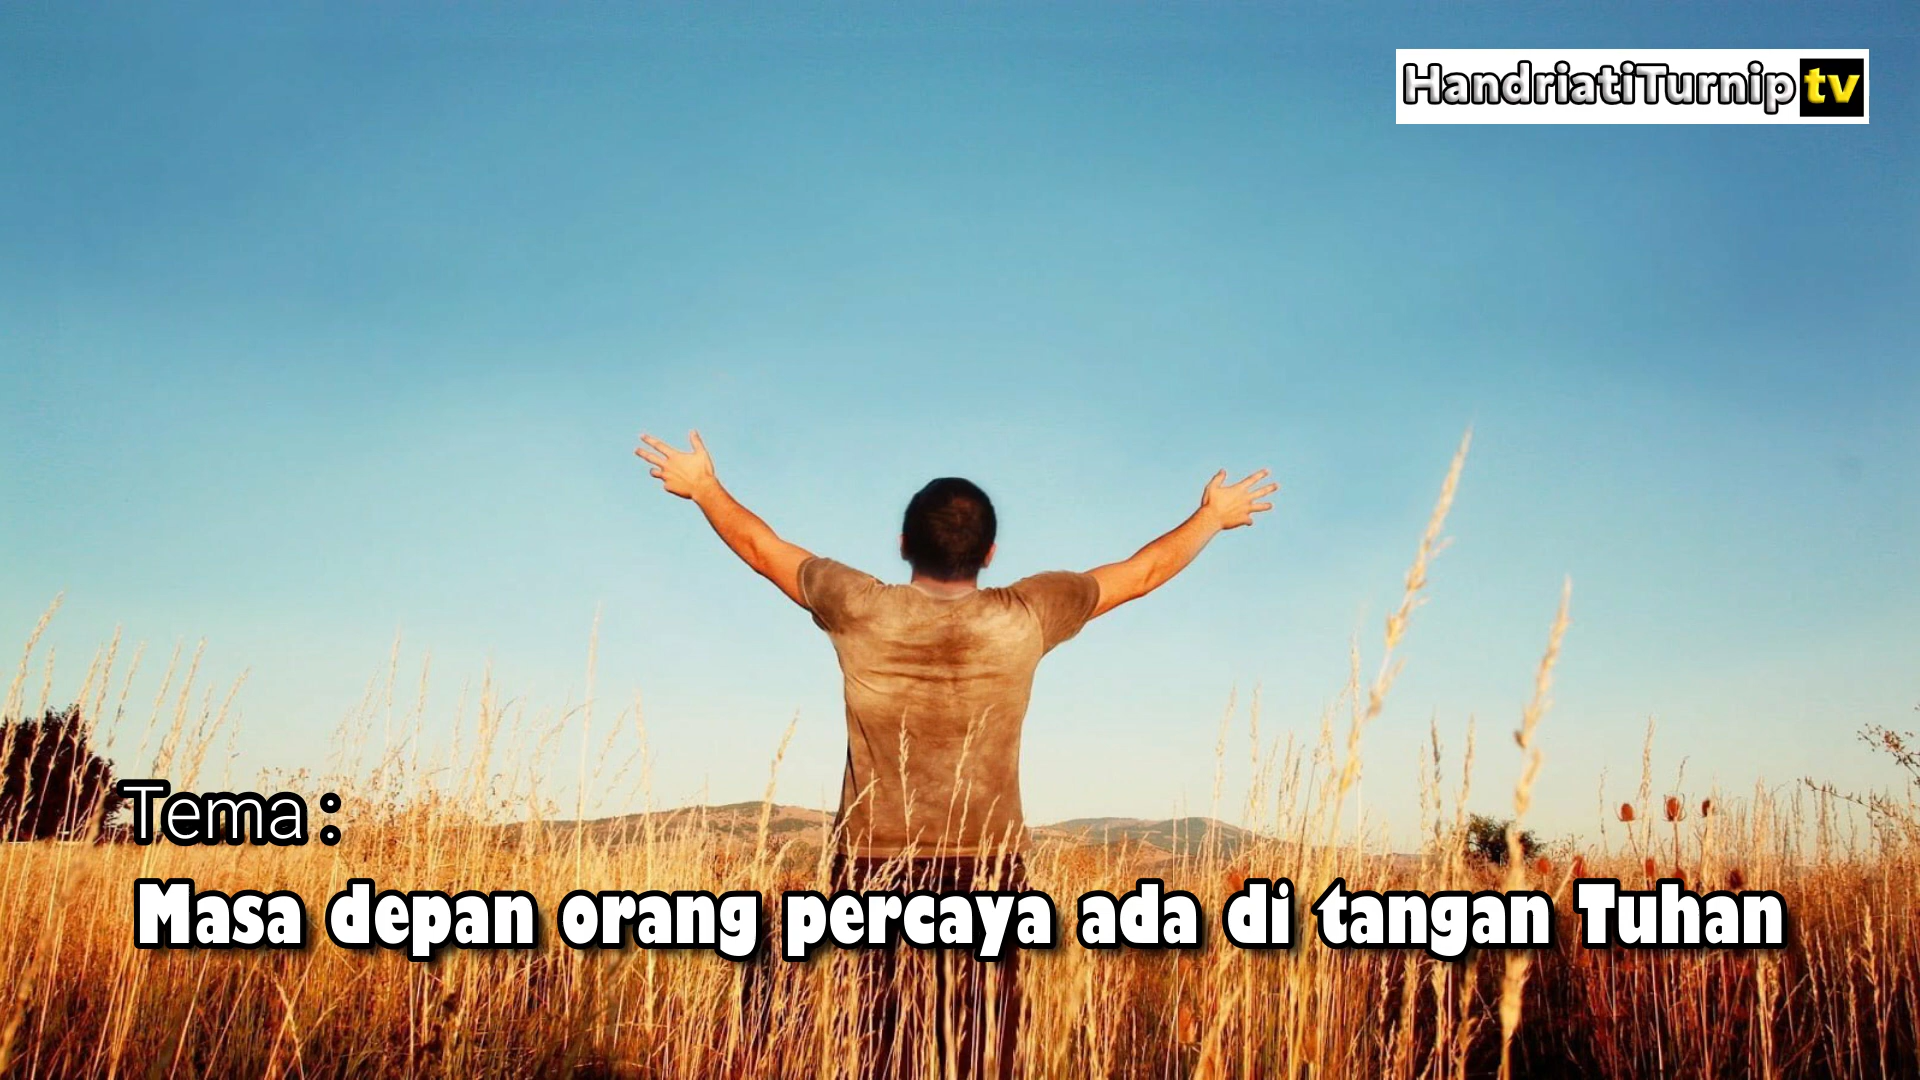 HandriatiTurnip tv
Tema :
Masa depan orang percaya ada di tangan Tuhan